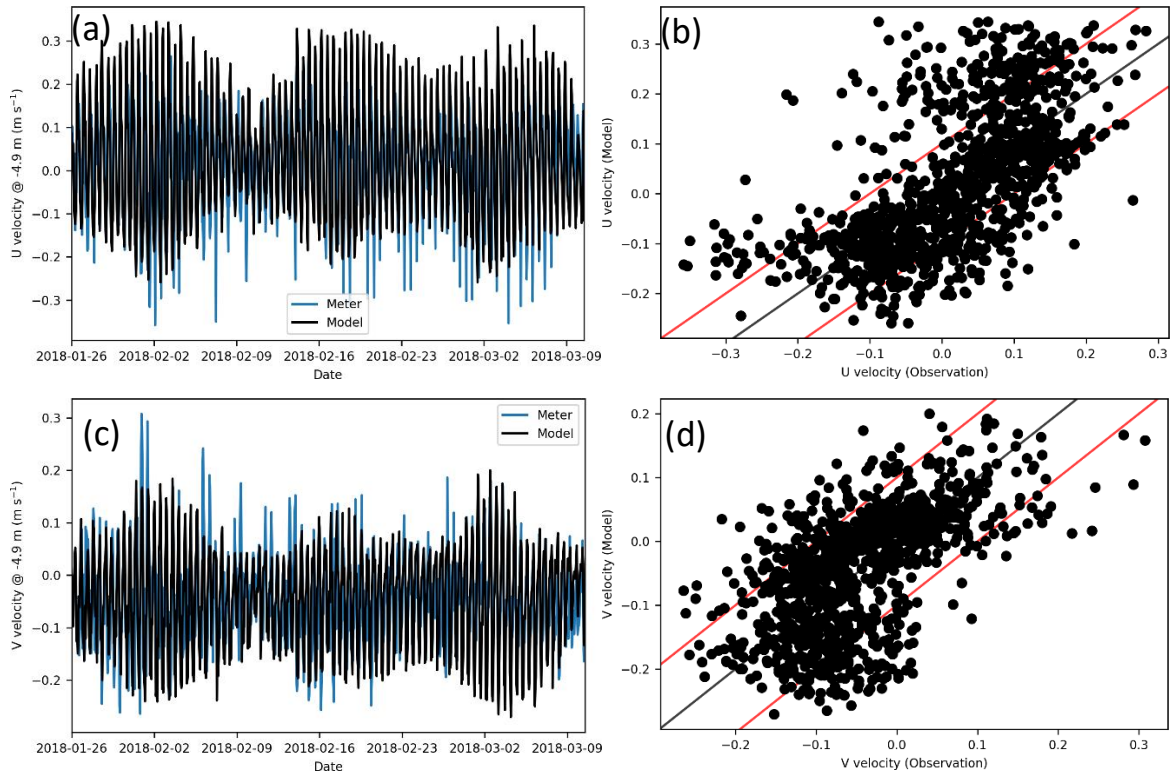 (a)
U velocity @ -4.9 m (m s⁻¹)
0.3
0.2
0.1
0.0
−0.1
−0.2
−0.3
Meter
Model
2018-01-26 2018-02-02 2018-02-09 2018-02-16 2018-02-23 2018-03-02 2018-03-09
Date
(b)
U velocity (Model)
0.3
0.2
0.1
0.0
−0.1
−0.2
−0.3 −0.2 −0.1 0.0 0.1 0.2 0.3
U velocity (Observation)
(c)
V velocity @ -4.9 m (m s⁻¹)
0.3
0.2
0.1
0.0
−0.1
−0.2
Meter
Model
2018-01-26 2018-02-02 2018-02-09 2018-02-16 2018-02-23 2018-03-02 2018-03-09
Date
(d)
V velocity (Model)
0.2
0.1
0.0
−0.1
−0.2
−0.2 −0.1 0.0 0.1 0.2 0.3
V velocity (Observation)